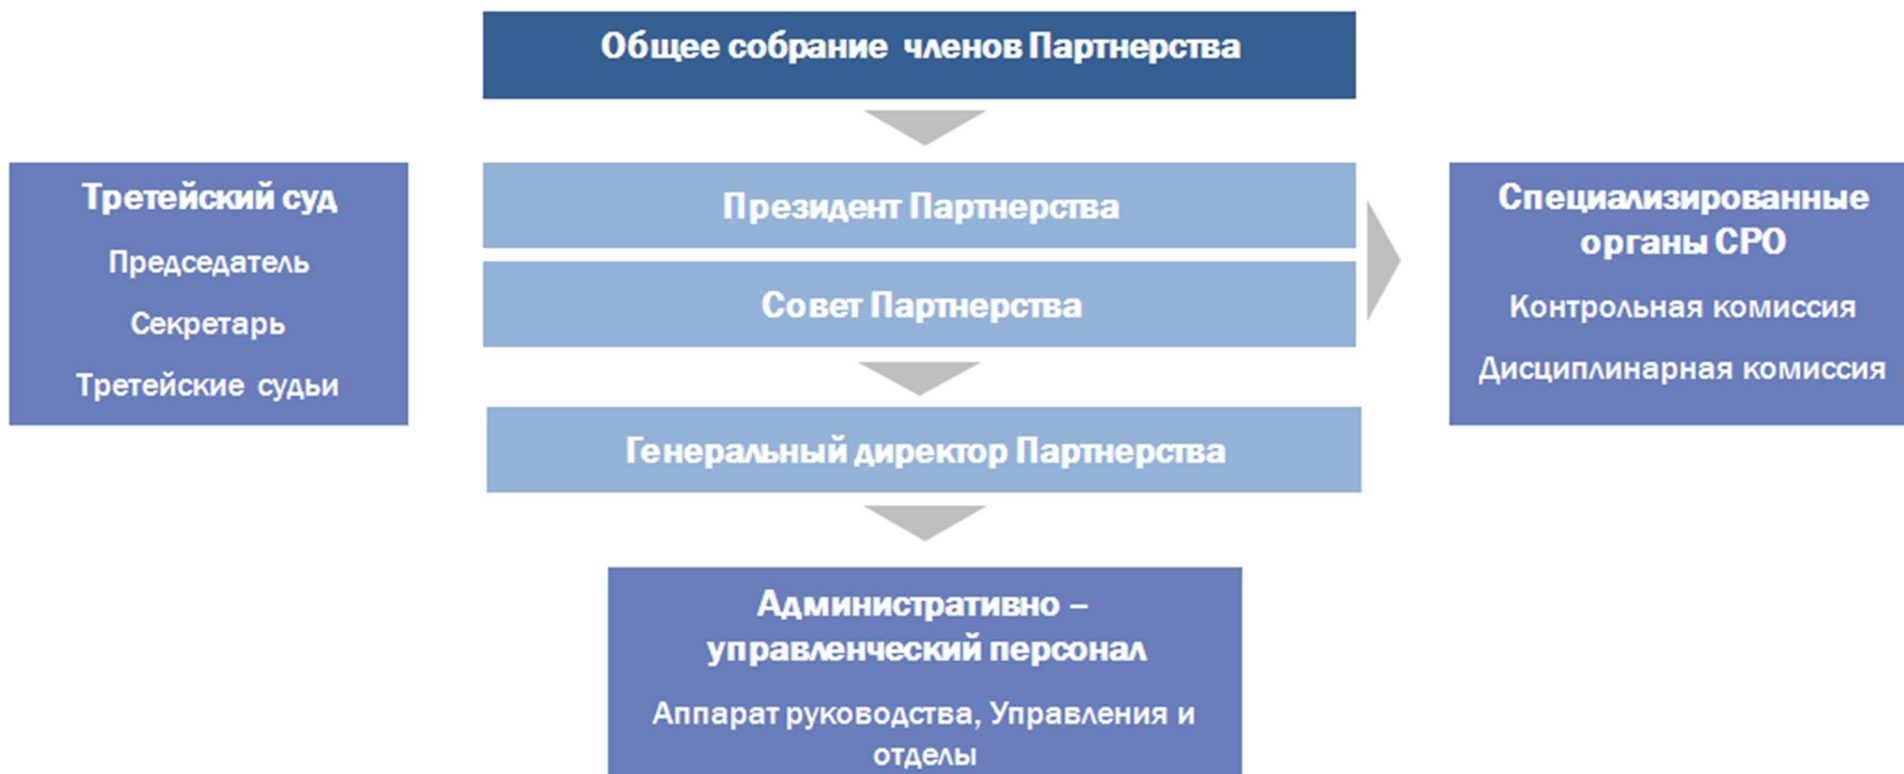 Общее собрание членов Партнерства
Третейский суд
Председатель
Секретарь
Третейские судьи
Президент Партнерства
Совет Партнерства
Специализированные
органы СРО
Контрольная комиссия
Дисциплинарная комиссия
Генеральный директор Партнерства
Административно –
управленческий персонал
Аппарат руководства, Управления и
отделы